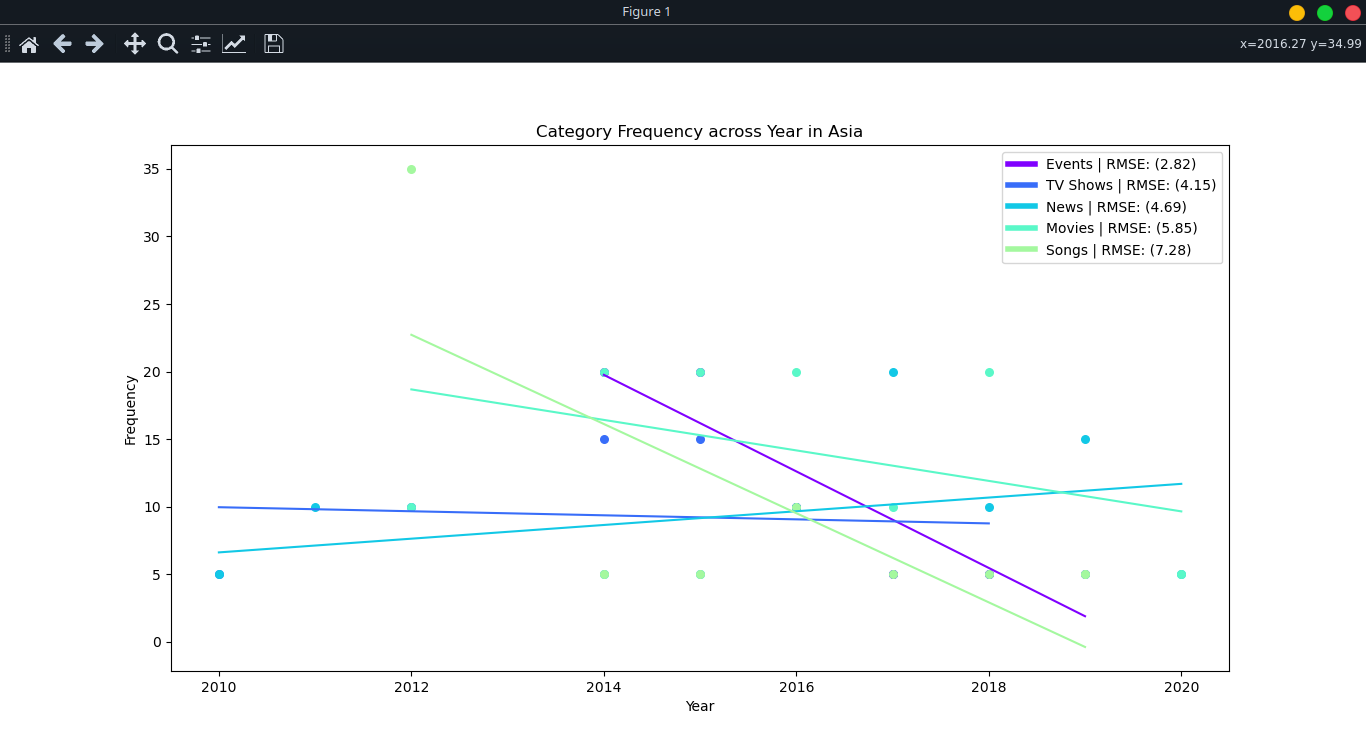 Figure 1
x=2016.27 y=34.99
Category Frequency across Year in Asia
Events | RMSE: (2.82)
TV Shows | RMSE: (4.15)
News | RMSE: (4.69)
Movies | RMSE: (5.85)
Songs | RMSE: (7.28)
35
30
25
20
15
10
5
0
Frequency
2010 2012 2014 2016 2018 2020
Year